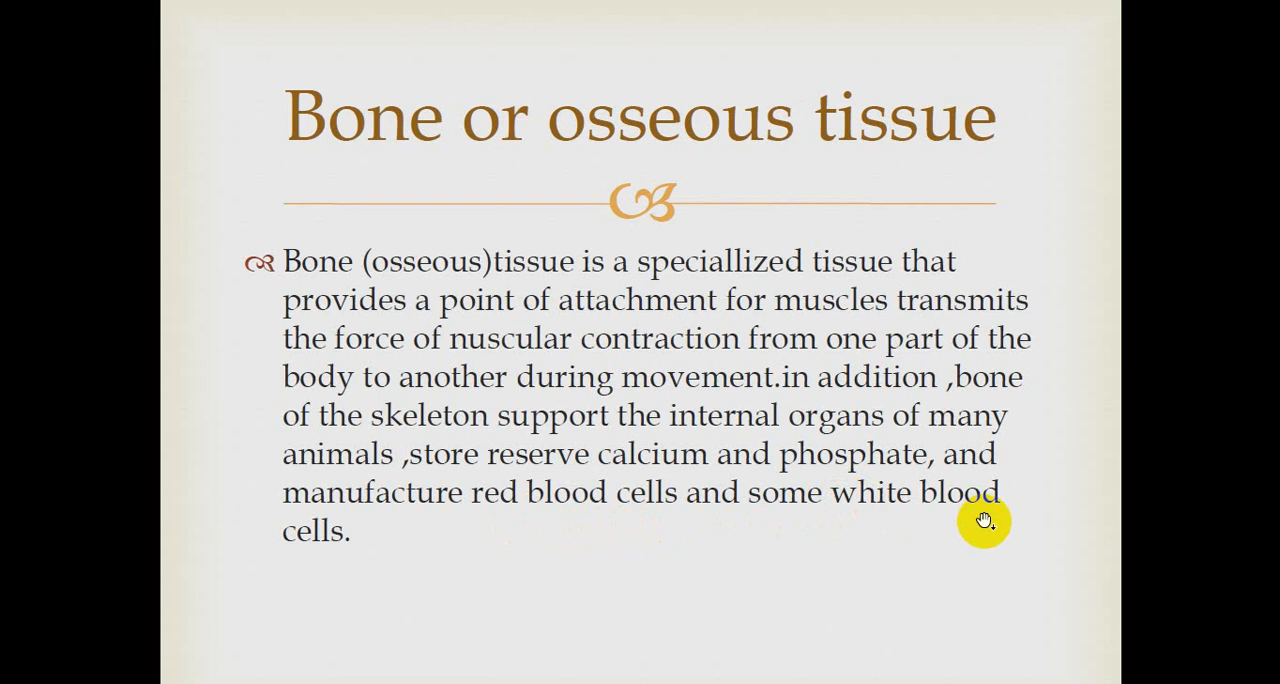 Bone or osseous tissue
Bone (osseous)tissue is a speciallized tissue that
provides a point of attachment for muscles transmits
the force of nuscular contraction from one part of the
body to another during movement.in addition ,bone
of the skeleton support the internal organs of many
animals ,store reserve calcium and phosphate, and
manufacture red blood cells and some white blood
cells.